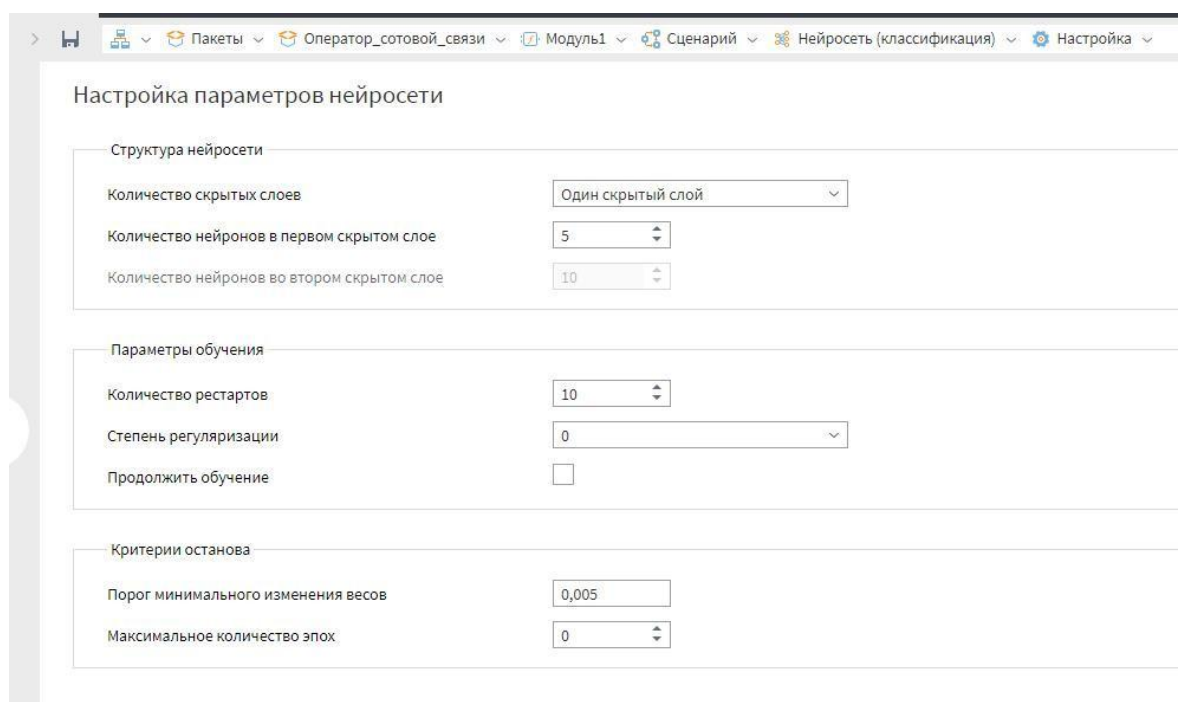 Пакеты Оператор_сотовой_связи Модуль1 Сценарий Нейросеть (классификация) Настройка
Настройка параметров нейросети
Структура нейросети
Количество скрытых слоев Один скрытый слой
Количество нейронов в первом скрытом слое 5
Количество нейронов во втором скрытом слое 10
Параметры обучения
Количество рестартов 10
Степень регуляризации 0
Продолжить обучение
Критерии останова
Порог минимального изменения весов 0,005
Максимальное количество эпох 0